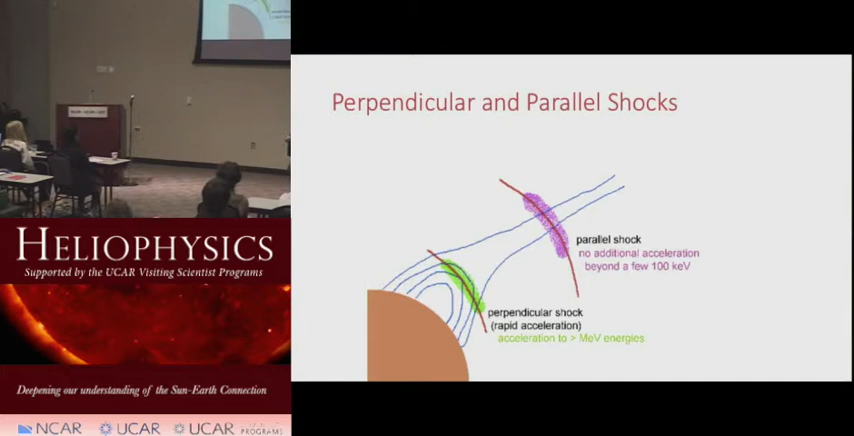 Perpendicular and Parallel Shocks
parallel shock
no additional acceleration
beyond a few 100 keV
perpendicular shock
(rapid acceleration)
acceleration to > MeV energies
HELIOPHYSICS
Supported by the UCAR Visiting Scientist Programs
Deepening our understanding of the Sun-Earth Connection
NCAR
UCAR
UCAR
PROGRAMS